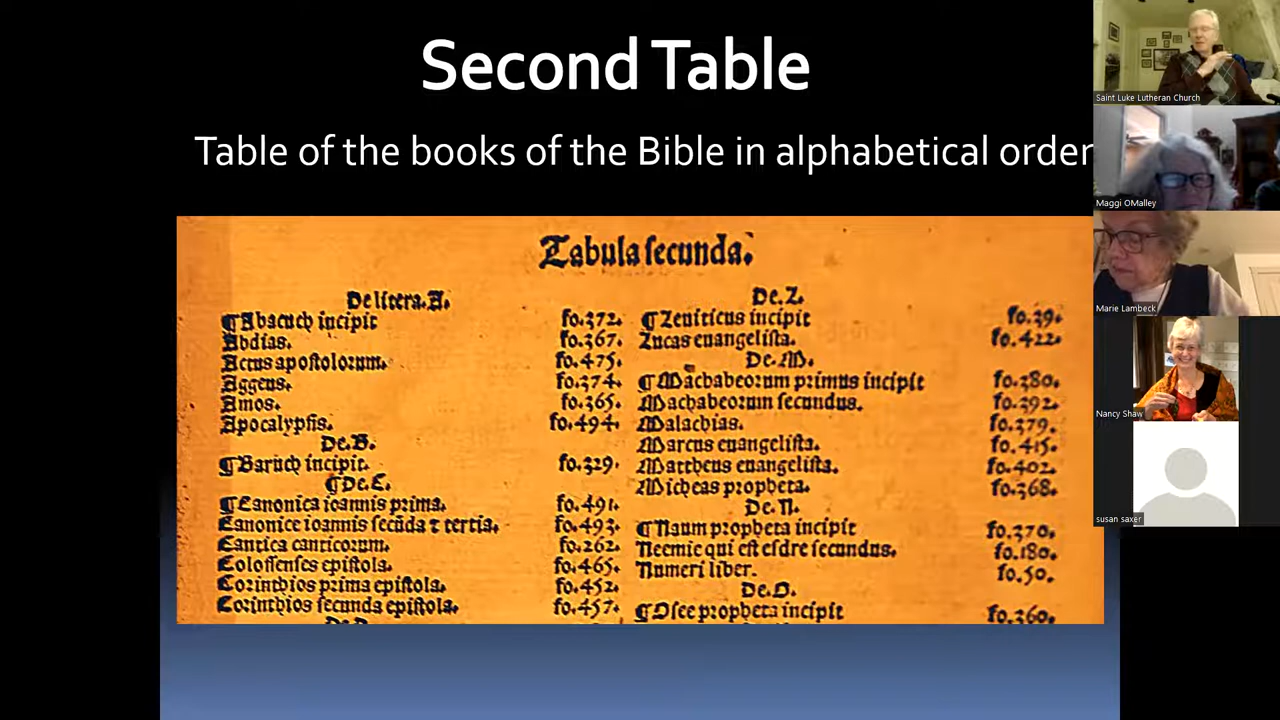 Second Table
Table of the books of the Bible in alphabetical order
Tabula secunda.
De litera. A.
¶ Abacuch incipit fo.372.
Abdias. fo.367.
Actus apostolorum. fo.475.
Aggeus. fo.374.
Amos. fo.365.
Apocalypsis. fo.494.
De. B.
¶ Baruch incipit. fo.329.
¶ De. C.
¶ Canonica ioannis prima. fo.491.
Canonice ioannis secūda ⁊ tertia. fo.493.
Cantica canticorum. fo.262.
Colossenses epistola. fo.465.
Corinthios prima epistola. fo.452.
Corinthios secunda epistola. fo.457.
De. L.
¶ Leuiticus incipit fo.39.
Lucas euangelista. fo.422.
De. M.
¶ Machabeorum primus incipit fo.380.
Machabeorum secundus. fo.392.
Malachias. fo.379.
Marcus euangelista. fo.415.
Mattheus euangelista. fo.402.
Micheas propheta. fo.368.
De. N.
¶ Naum propheta incipit fo.370.
Neemie qui est esdre secundus. fo.180.
Numeri liber. fo.50.
De. O.
¶ Osee propheta incipit fo.360.
Saint Luke Lutheran Church
Maggi OMalley
Marie Lambeck
Nancy Shaw
susan saxer